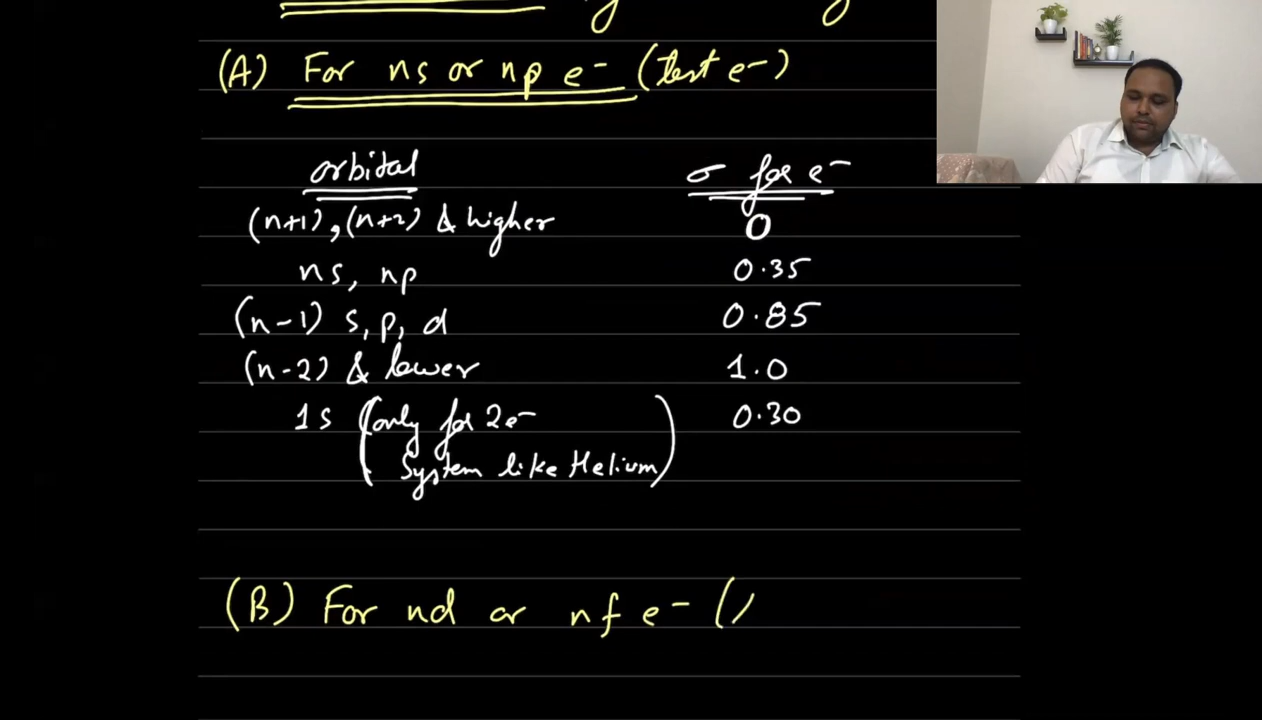 (A) For ns or np e⁻ (test e⁻)
orbital σ for e⁻
(n+1), (n+2) & higher 0
ns, np 0.35
(n-1) s, p, d 0.85
(n-2) & lower 1.0
1s (only for 2e⁻ 0.30
System like Helium)
(B) For nd or nf e⁻ (